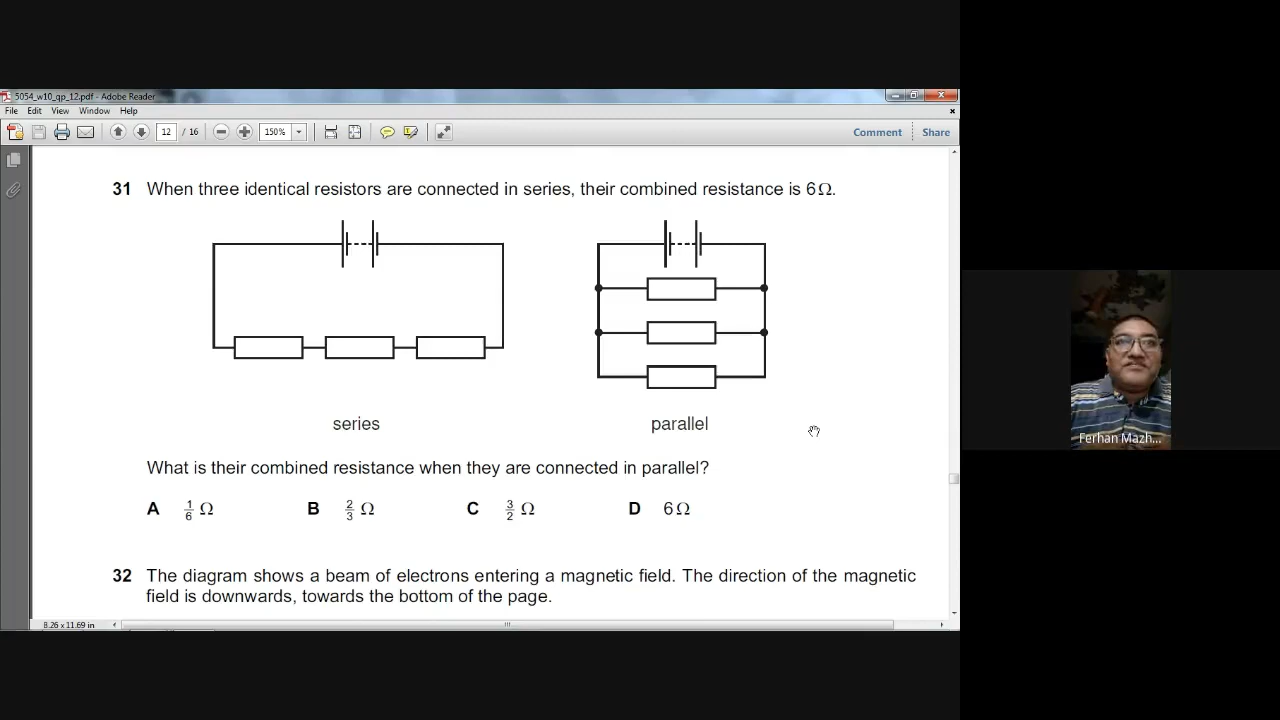 5054_w10_qp_12.pdf - Adobe Reader
File Edit View Window Help
12 / 16 150% Comment Share
31 When three identical resistors are connected in series, their combined resistance is 6 Ω.
series parallel
What is their combined resistance when they are connected in parallel?
A 1/6 Ω B 2/3 Ω C 3/2 Ω D 6 Ω
32 The diagram shows a beam of electrons entering a magnetic field. The direction of the magnetic
field is downwards, towards the bottom of the page.
8.26 x 11.69 in
Ferhan Mazh...